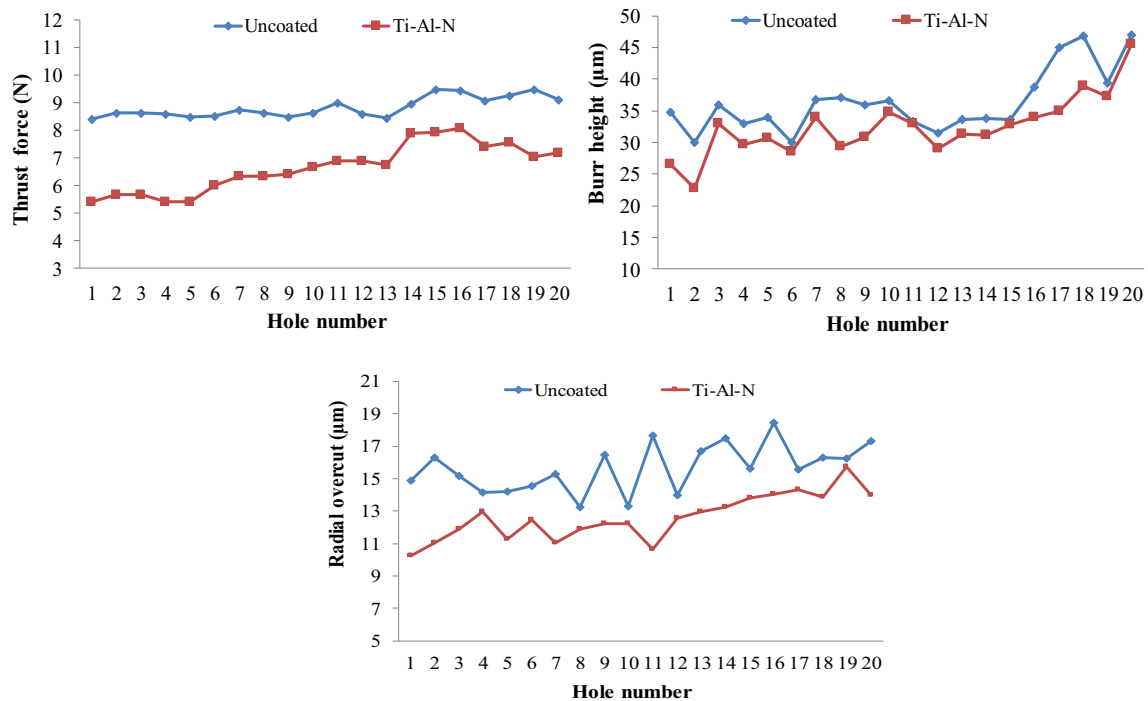 Uncoated Ti-Al-N
Thrust force (N)
12
11
10
9
8
7
6
5
4
3
1 2 3 4 5 6 7 8 9 10 11 12 13 14 15 16 17 18 19 20
Hole number
Uncoated Ti-Al-N
Burr height (μm)
50
45
40
35
30
25
20
15
10
1 2 3 4 5 6 7 8 9 10 11 12 13 14 15 16 17 18 19 20
Hole number
Uncoated Ti-Al-N
Radial overcut (μm)
21
19
17
15
13
11
9
7
5
1 2 3 4 5 6 7 8 9 10 11 12 13 14 15 16 17 18 19 20
Hole number